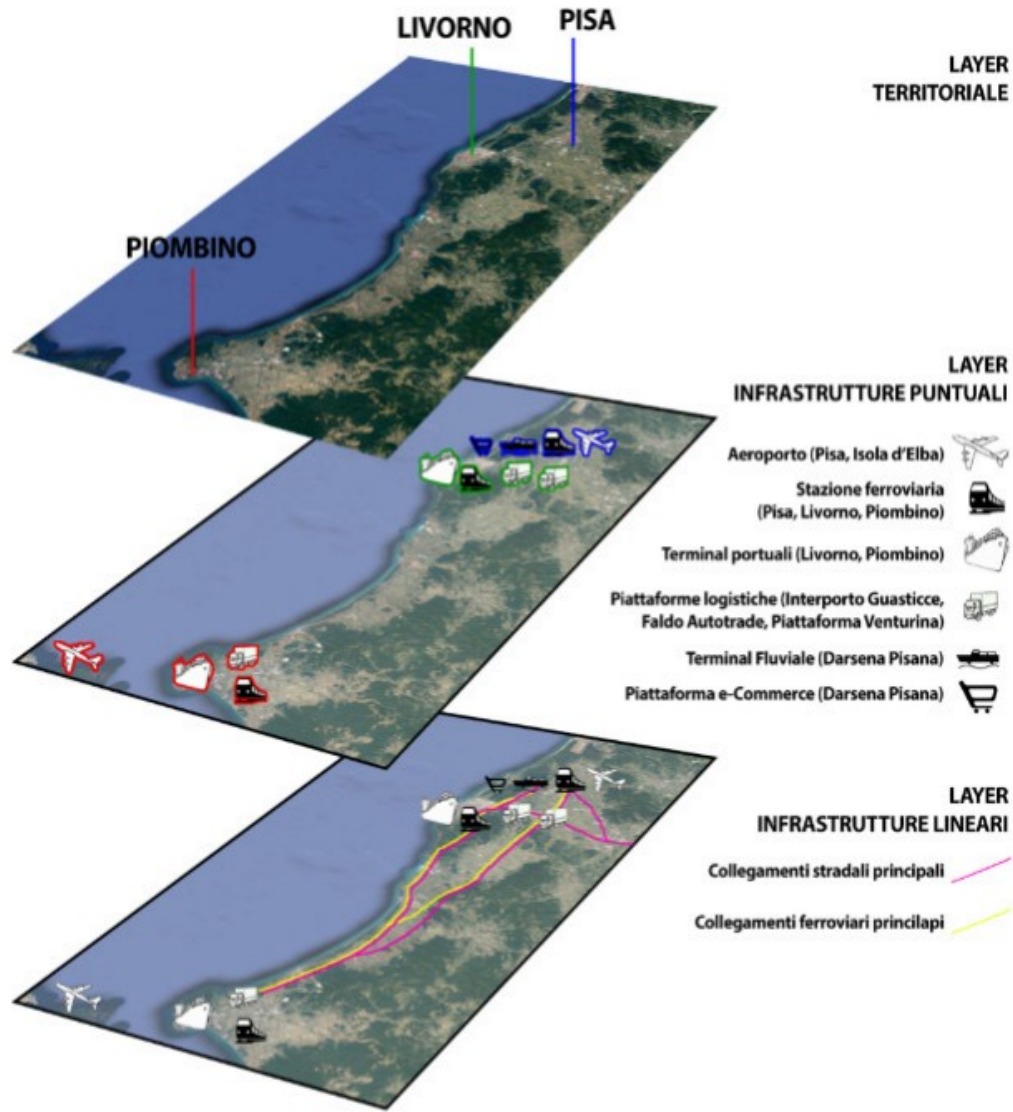 LIVORNO
PISA
PIOMBINO
LAYER
TERRITORIALE
LAYER
INFRASTRUTTURE PUNTUALI
Aeroporto (Pisa, Isola d'Elba)
Stazione ferroviaria
(Pisa, Livorno, Piombino)
Terminal portuali (Livorno, Piombino)
Piattaforme logistiche (Interporto Guasticce,
Faldo Autotrade, Piattaforma Venturina)
Terminal Fluviale (Darsena Pisana)
Piattaforma e-Commerce (Darsena Pisana)
LAYER
INFRASTRUTTURE LINEARI
Collegamenti stradali principali
Collegamenti ferroviari princilapi